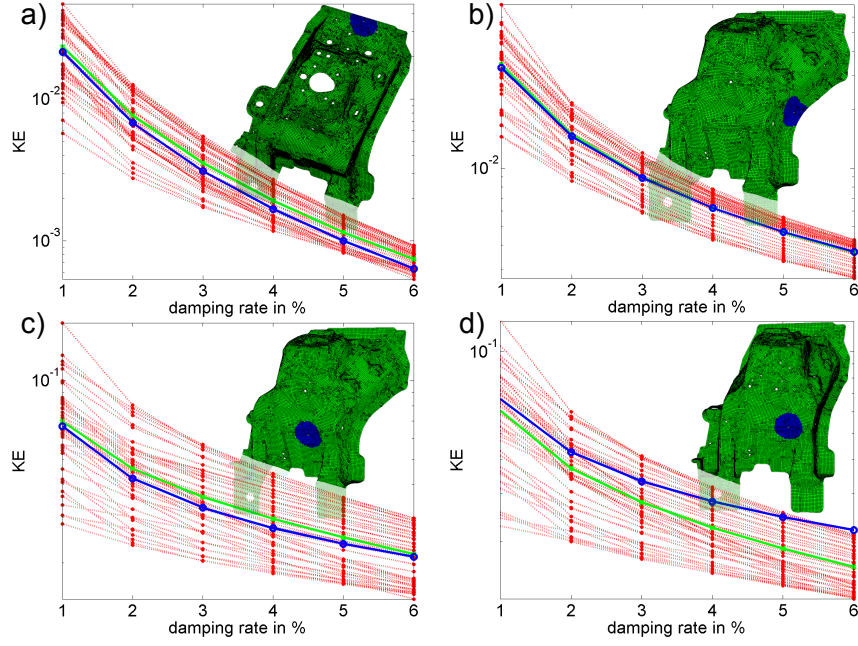 a)
10^-2
KE
10^-3
1 2 3 4 5 6
damping rate in %
b)
KE
10^-2
1 2 3 4 5 6
damping rate in %
c)
10^-1
KE
1 2 3 4 5 6
damping rate in %
d)
10^-1
KE
1 2 3 4 5 6
damping rate in %